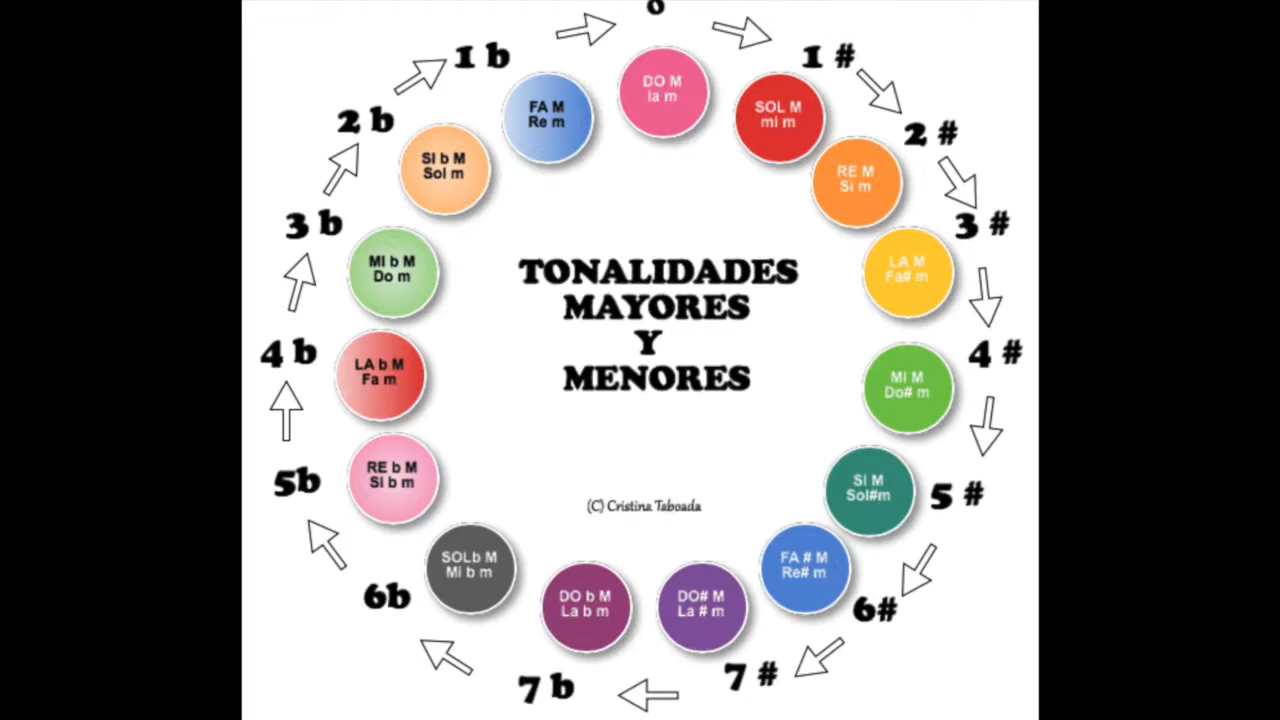 0
1 #
2 #
3 #
4 #
5 #
6#
7 #
7 b
6b
5b
4 b
3 b
2 b
1 b
DO M
la m
SOL M
mi m
RE M
Si m
LA M
Fa# m
MI M
Do# m
SI M
Sol#m
FA # M
Re# m
DO# M
La # m
DO b M
La b m
SOLb M
Mi b m
RE b M
Si b m
LA b M
Fa m
MI b M
Do m
SI b M
Sol m
FA M
Re m
TONALIDADES
MAYORES
Y
MENORES
(C) Cristina Taboada